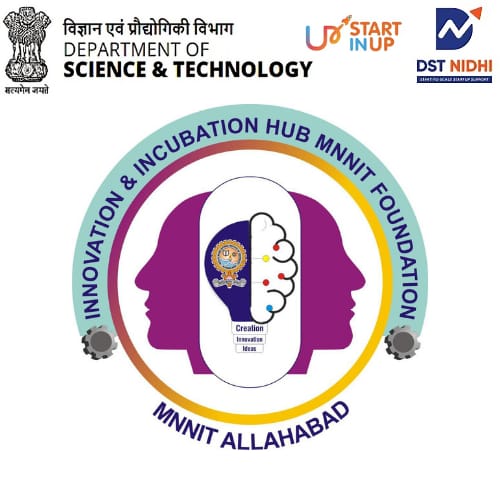 विज्ञान एवं प्रौद्योगिकी विभाग
DEPARTMENT OF
SCIENCE & TECHNOLOGY
सत्यमेव जयते
START
IN UP
DST NIDHI
INNOVATION & INCUBATION HUB MNNIT FOUNDATION
Creation
Innovation
Ideas
MNNIT ALLAHABAD